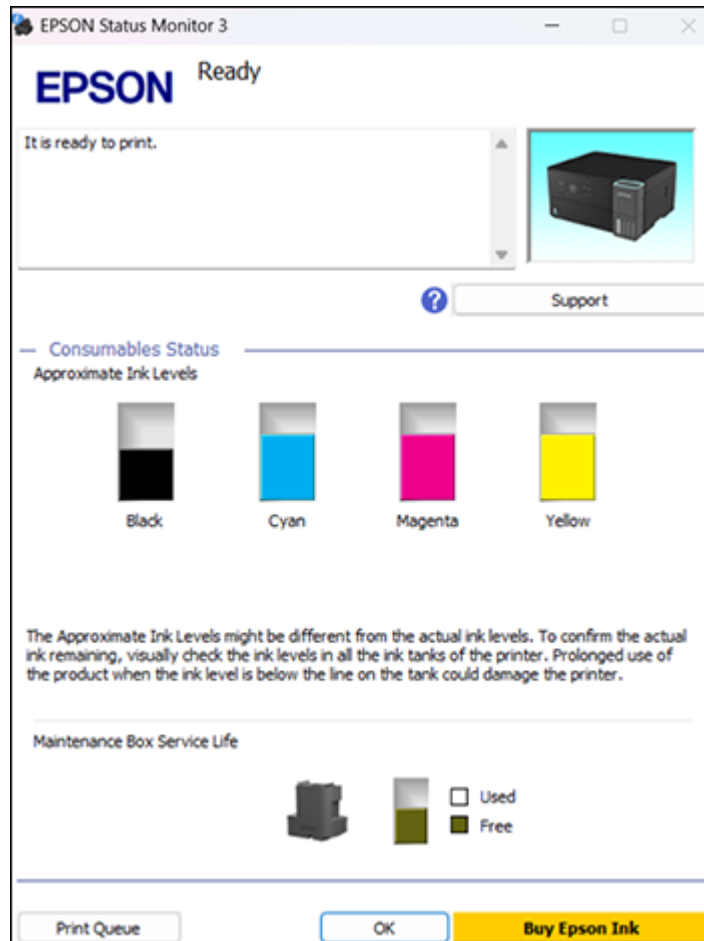 EPSON Status Monitor 3
EPSON
Ready
It is ready to print.
?
Support
Consumables Status
Approximate Ink Levels
Black
Cyan
Magenta
Yellow
The Approximate Ink Levels might be different from the actual ink levels. To confirm the actual
ink remaining, visually check the ink levels in all the ink tanks of the printer. Prolonged use of
the product when the ink level is below the line on the tank could damage the printer.
Maintenance Box Service Life
Used
Free
Print Queue
OK
Buy Epson Ink